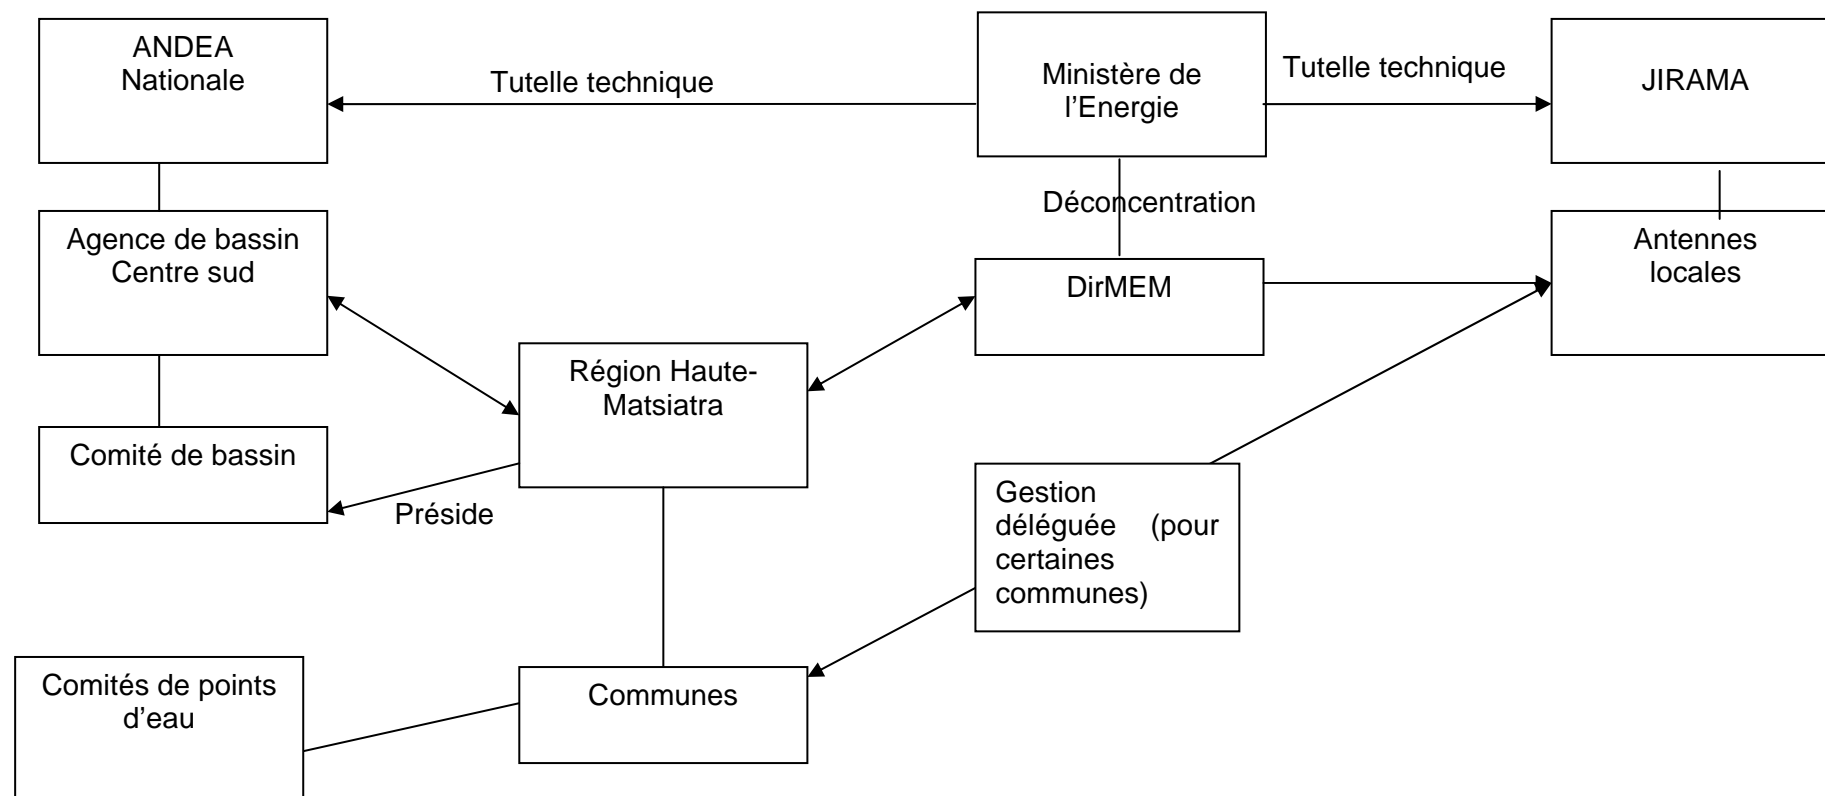 ANDEA
Nationale
Tutelle technique
Ministère de
l’Energie
Tutelle technique
JIRAMA
Déconcentration
Agence de bassin
Centre sud
DirMEM
Antennes
locales
Région Haute-
Matsiatra
Comité de bassin
Préside
Gestion
déléguée (pour
certaines
communes)
Comités de points
d’eau
Communes